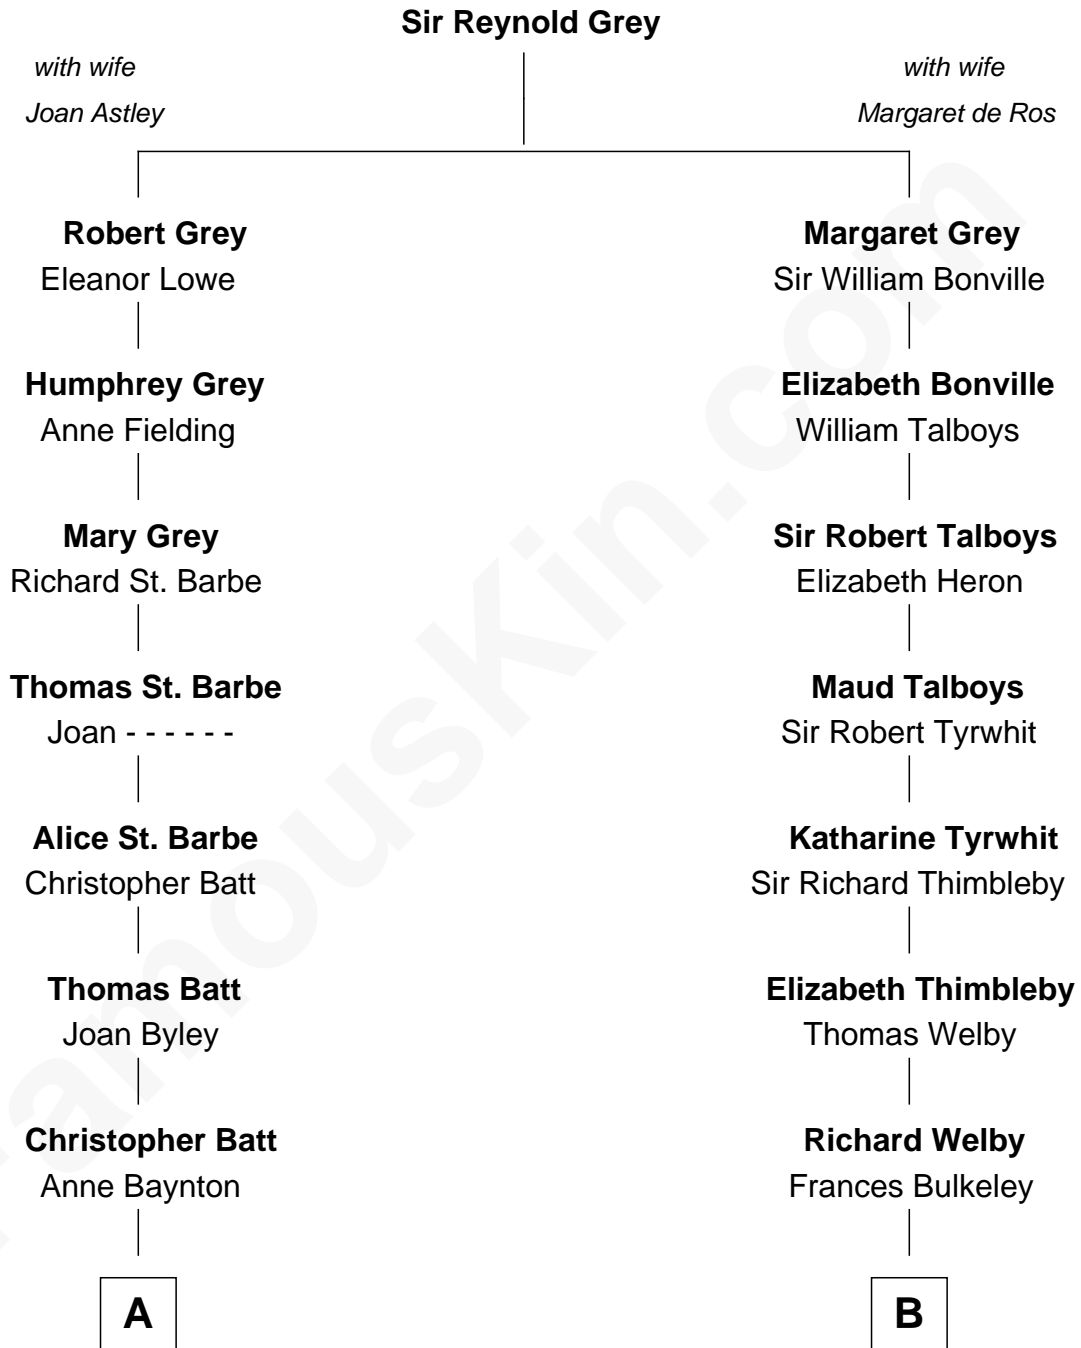 Sir Reynold Grey
with wife
Joan Astley
with wife
Margaret de Ros
Robert Grey
Eleanor Lowe
Margaret Grey
Sir William Bonville
Humphrey Grey
Anne Fielding
Elizabeth Bonville
William Talboys
Mary Grey
Richard St. Barbe
Sir Robert Talboys
Elizabeth Heron
Thomas St. Barbe
Joan - - - - - -
Maud Talboys
Sir Robert Tyrwhit
Alice St. Barbe
Christopher Batt
Katharine Tyrwhit
Sir Richard Thimbleby
Thomas Batt
Joan Byley
Elizabeth Thimbleby
Thomas Welby
Christopher Batt
Anne Baynton
Richard Welby
Frances Bulkeley
A
B
FamousKin.com